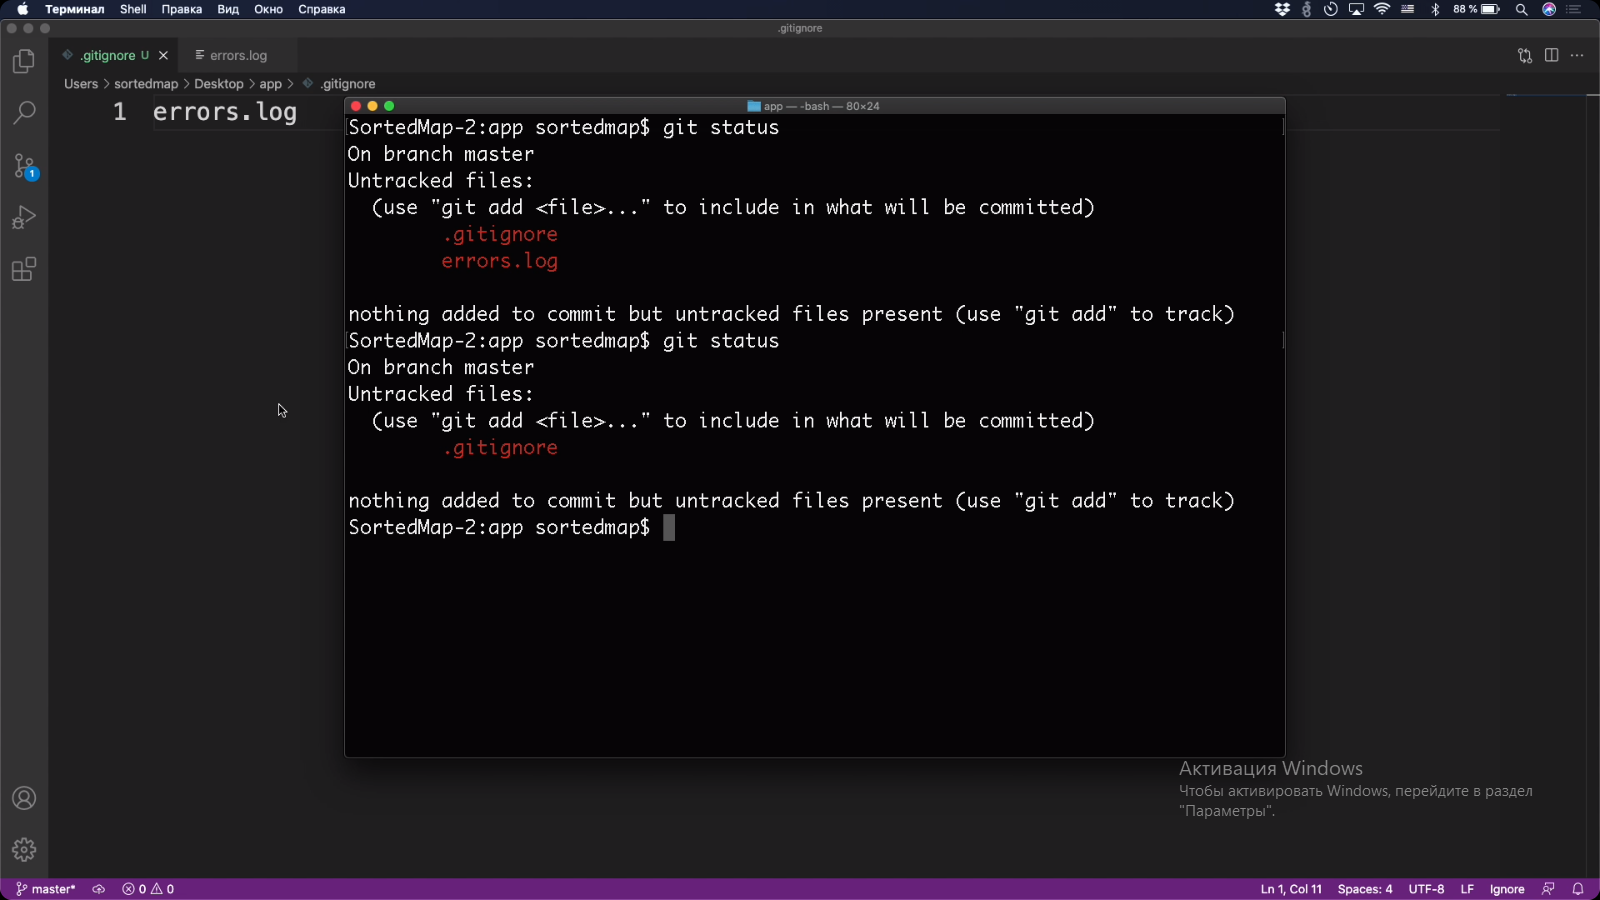 Терминал Shell Правка Вид Окно Справка
88 %
.gitignore
.gitignore U
errors.log
Users > sortedmap > Desktop > app > .gitignore
1 errors.log
app — -bash — 80×24
SortedMap-2:app sortedmap$ git status
On branch master
Untracked files:
(use "git add <file>..." to include in what will be committed)
.gitignore
errors.log
nothing added to commit but untracked files present (use "git add" to track)
SortedMap-2:app sortedmap$ git status
On branch master
Untracked files:
(use "git add <file>..." to include in what will be committed)
.gitignore
nothing added to commit but untracked files present (use "git add" to track)
SortedMap-2:app sortedmap$
1
Активация Windows
Чтобы активировать Windows, перейдите в раздел
"Параметры".
master* 0 0 Ln 1, Col 11 Spaces: 4 UTF-8 LF Ignore